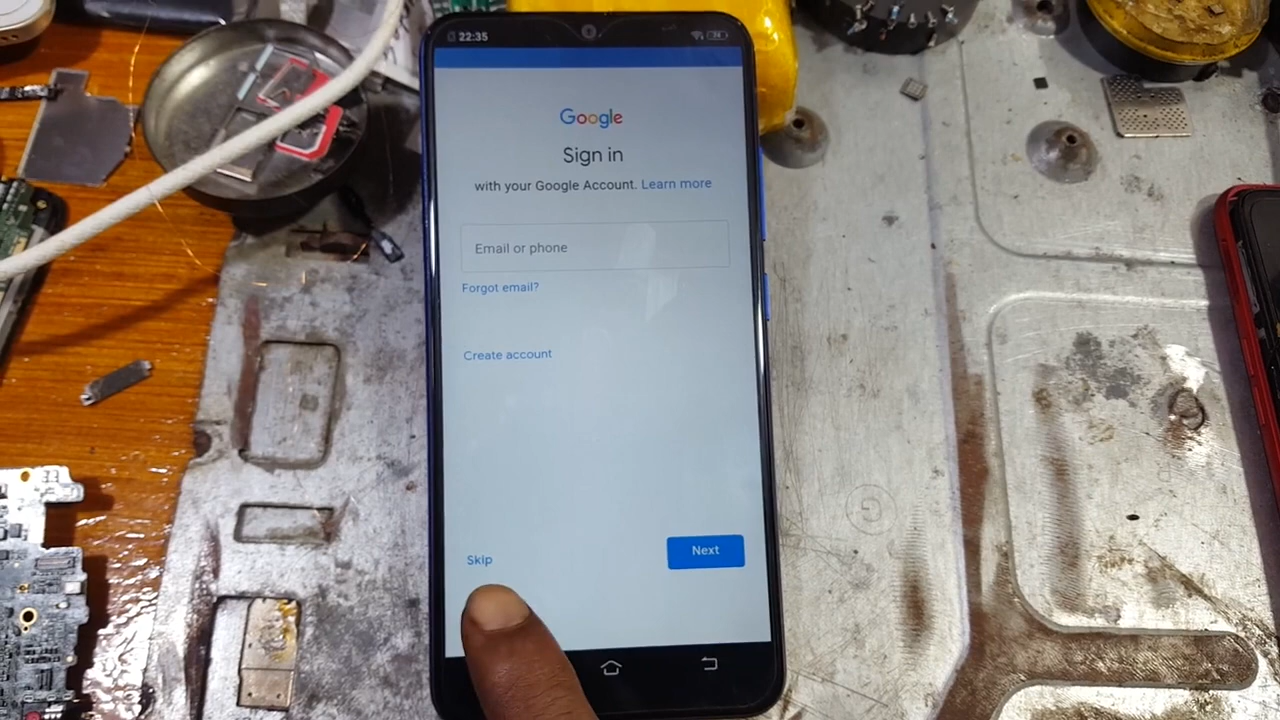 22:35
Google
Sign in
with your Google Account. Learn more
Email or phone
Forgot email?
Create account
Skip
Next